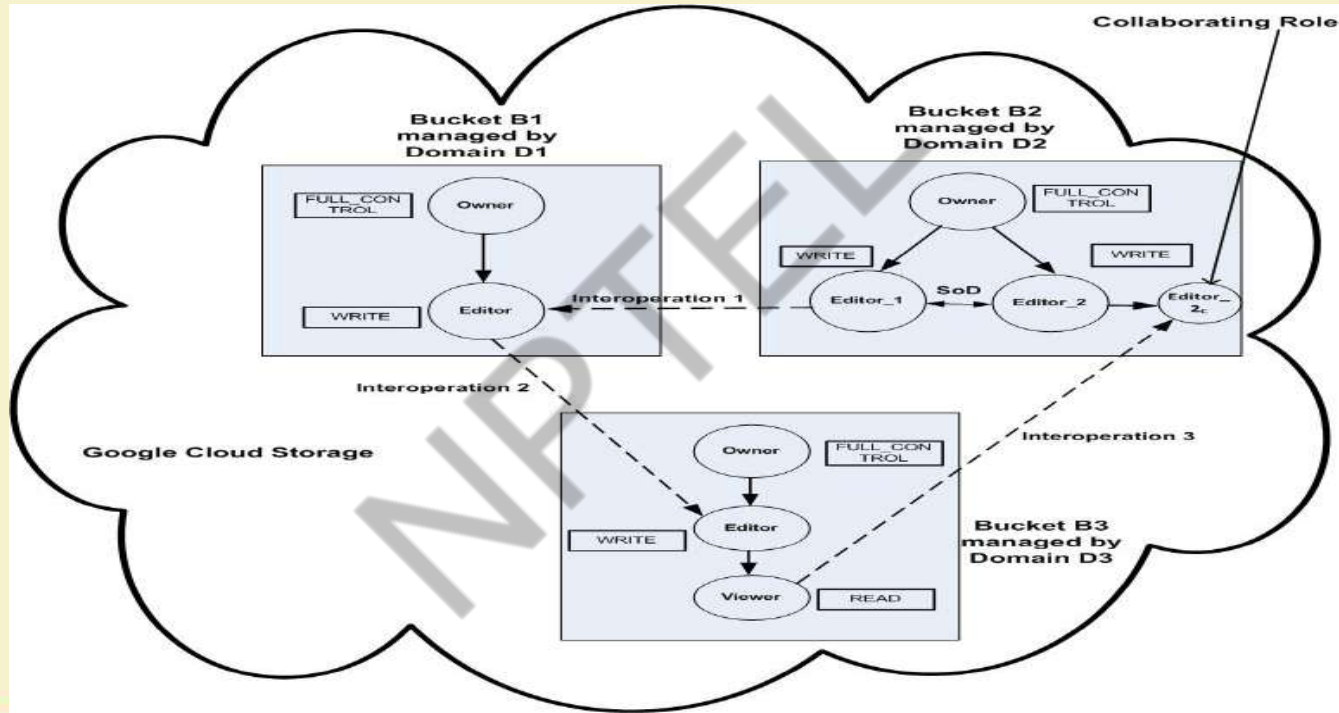 Collaborating Role
Bucket B1
managed by
Domain D1
Bucket B2
managed by
Domain D2
FULL_CON
TROL
Owner
Owner
FULL_CON
TROL
WRITE
WRITE
WRITE
Editor
Interoperation 1
Editor_1
SoD
Editor_2
Editor_
2c
Interoperation 2
Interoperation 3
Google Cloud Storage
Owner
FULL_CON
TROL
WRITE
Editor
Bucket B3
managed by
Domain D3
Viewer
READ
NPTEL